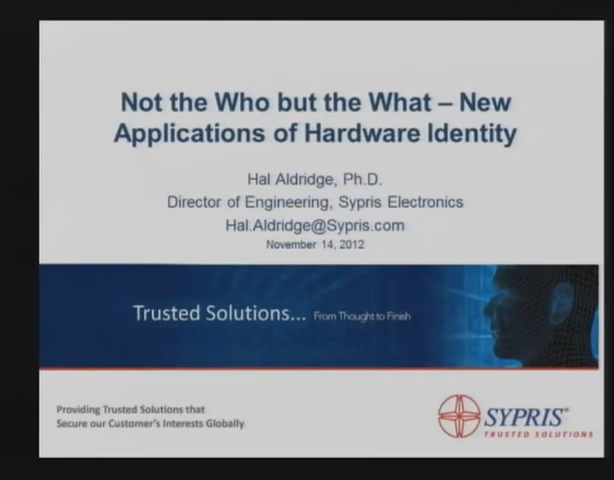 Not the Who but the What – New
Applications of Hardware Identity
Hal Aldridge, Ph.D.
Director of Engineering, Sypris Electronics
Hal.Aldridge@Sypris.com
November 14, 2012
Trusted Solutions... From Thought to Finish
Providing Trusted Solutions that
Secure our Customer's Interests Globally
SYPRIS®
TRUSTED SOLUTIONS